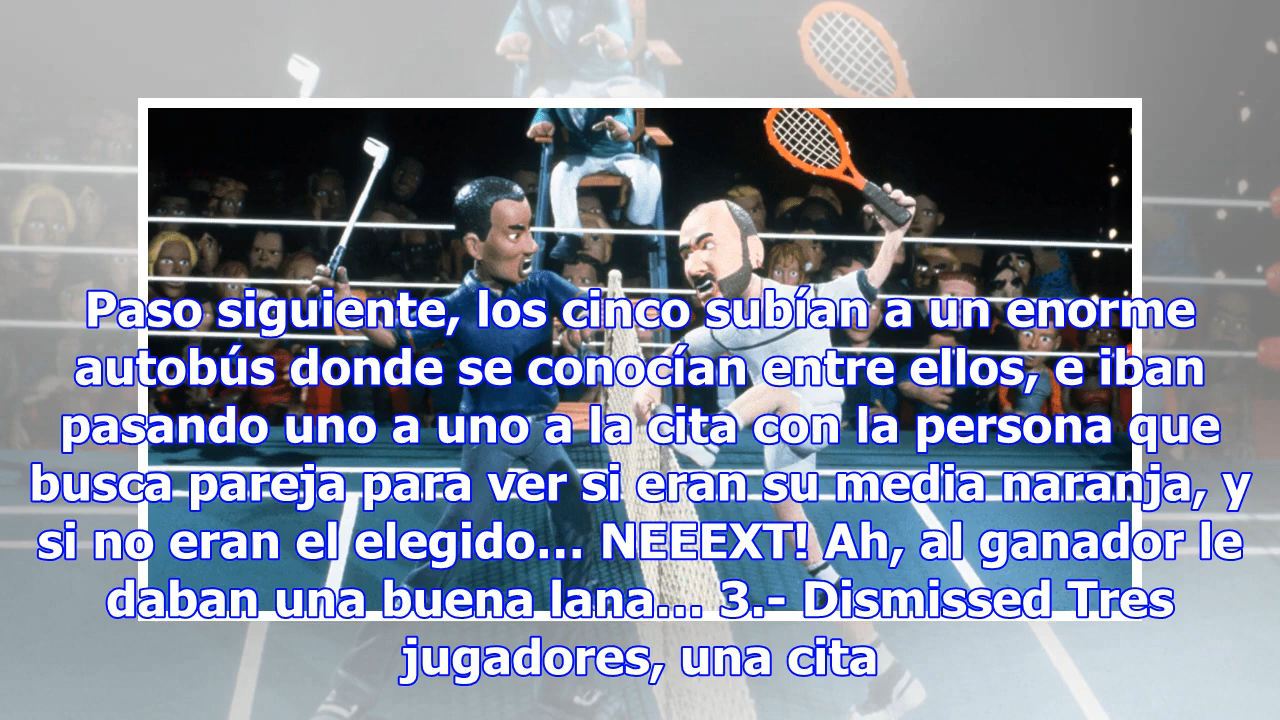 Paso siguiente, los cinco subían a un enorme
autobús donde se conocían entre ellos, e iban
pasando uno a uno a la cita con la persona que
busca pareja para ver si eran su media naranja, y
si no eran el elegido... NEEEXT! Ah, al ganador le
daban una buena lana... 3.- Dismissed Tres
jugadores, una cita